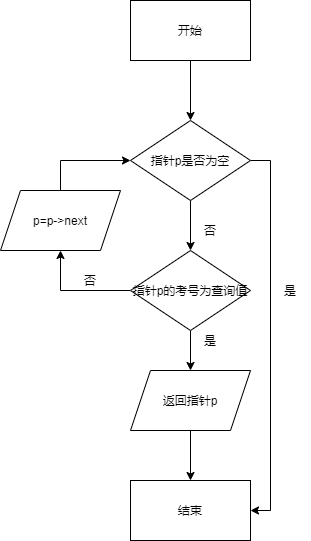 开始
指针p是否为空
p=p->next
否
否
是
指针p的考号为查询值
是
返回指针p
结束